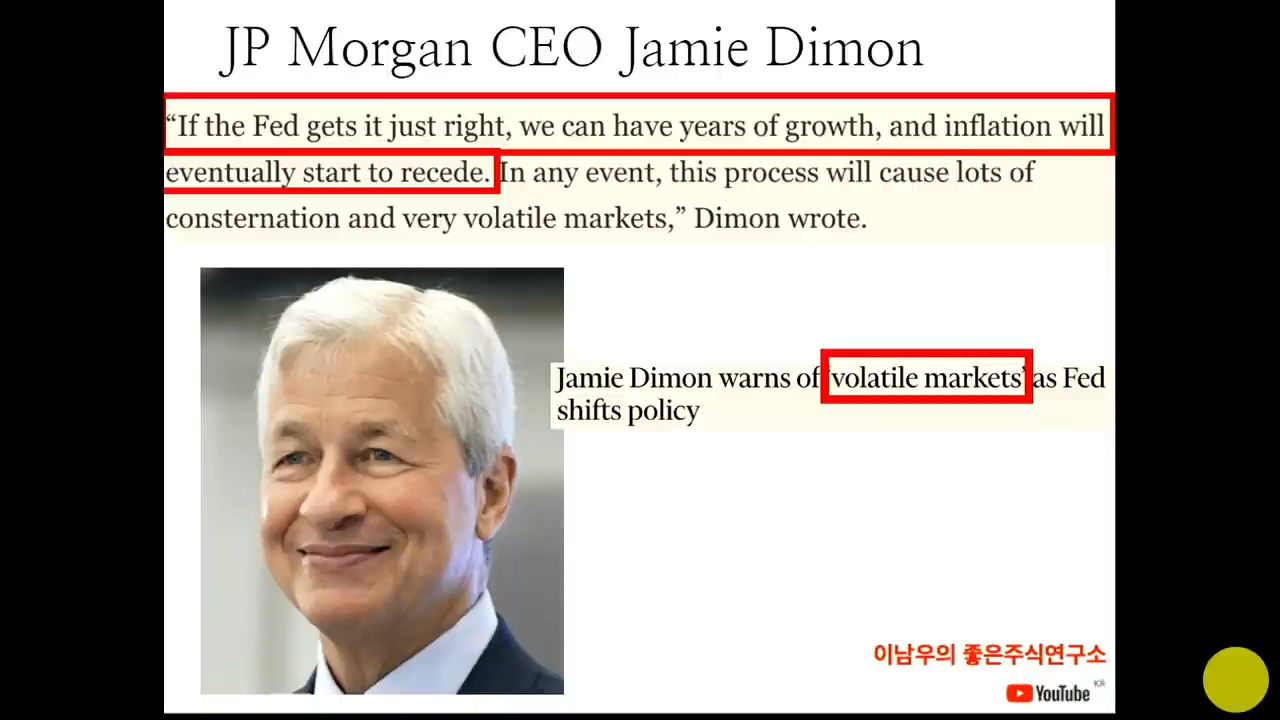 JP Morgan CEO Jamie Dimon
“If the Fed gets it just right, we can have years of growth, and inflation will
eventually start to recede. In any event, this process will cause lots of
consternation and very volatile markets,” Dimon wrote.
Jamie Dimon warns of ‘volatile markets’ as Fed
shifts policy
이남우의 좋은주식연구소
YouTube KR